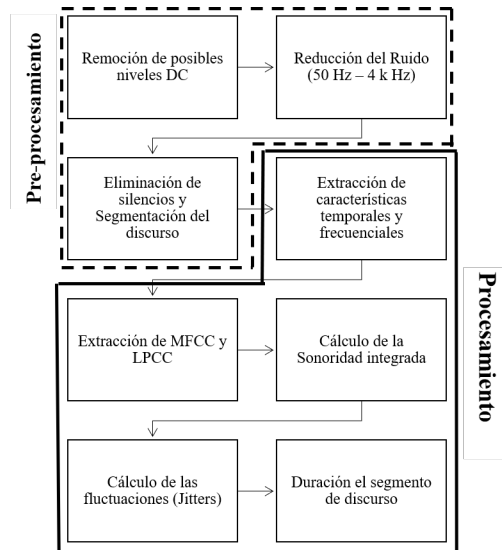 Pre-procesamiento
Remoción de posibles
niveles DC
Reducción del Ruido
(50 Hz – 4 k Hz)
Eliminación de
silencios y
Segmentación del
discurso
Extracción de
características
temporales y
frecuenciales
Procesamiento
Extracción de MFCC y
LPCC
Cálculo de la
Sonoridad integrada
Cálculo de las
fluctuaciones (Jitters)
Duración el segmento
de discurso